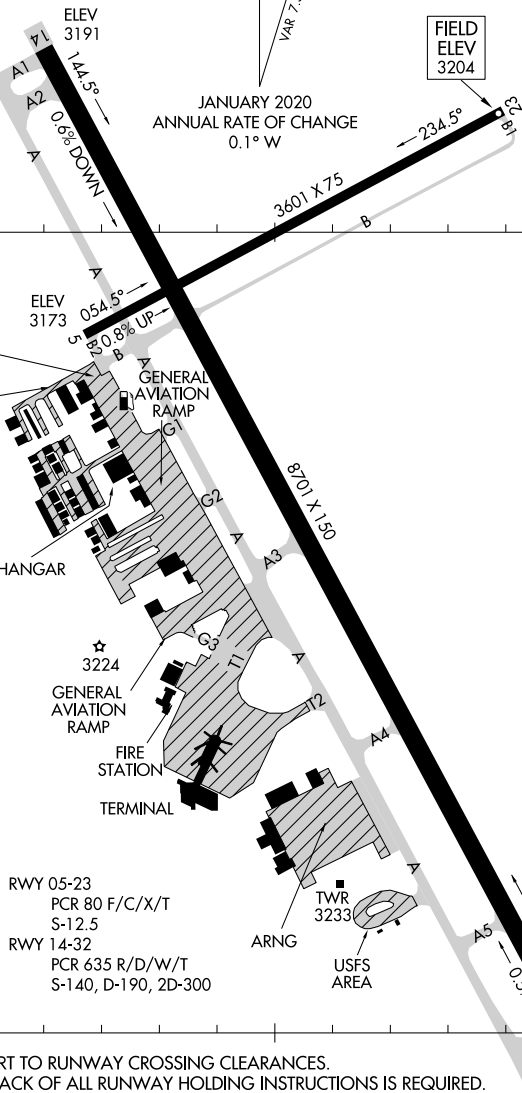 ELEV
3191
14
A1
A2
A
144.5°
0.6% DOWN
VAR 7.
JANUARY 2020
ANNUAL RATE OF CHANGE
0.1° W
FIELD
ELEV
3204
23
B1
234.5°
3601 X 75
B
A
ELEV
3173
054.5°
0.8% UP
5
B2
B
A
GENERAL
AVIATION
RAMP
G1
G2
A
8701 X 150
A3
HANGAR
3224
G3
T1
A
T2
GENERAL
AVIATION
RAMP
FIRE
STATION
TERMINAL
A4
A
TWR
3233
ARNG
USFS
AREA
A5
0.5
RWY 05-23
PCR 80 F/C/X/T
S-12.5
RWY 14-32
PCR 635 R/D/W/T
S-140, D-190, 2D-300
RT TO RUNWAY CROSSING CLEARANCES.
ACK OF ALL RUNWAY HOLDING INSTRUCTIONS IS REQUIRED.